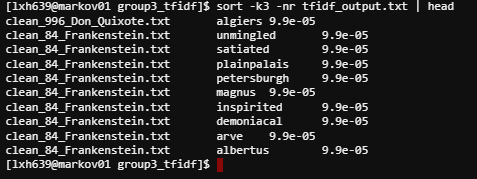 [lxh639@markov01 group3_tfidf]$ sort -k3 -nr tfidf_output.txt | head
clean_996_Don_Quixote.txt algiers 9.9e-05
clean_84_Frankenstein.txt unmingled 9.9e-05
clean_84_Frankenstein.txt satiated 9.9e-05
clean_84_Frankenstein.txt plainpalais 9.9e-05
clean_84_Frankenstein.txt petersburgh 9.9e-05
clean_84_Frankenstein.txt magnus 9.9e-05
clean_84_Frankenstein.txt inspirited 9.9e-05
clean_84_Frankenstein.txt demoniacal 9.9e-05
clean_84_Frankenstein.txt arve 9.9e-05
clean_84_Frankenstein.txt albertus 9.9e-05
[lxh639@markov01 group3_tfidf]$